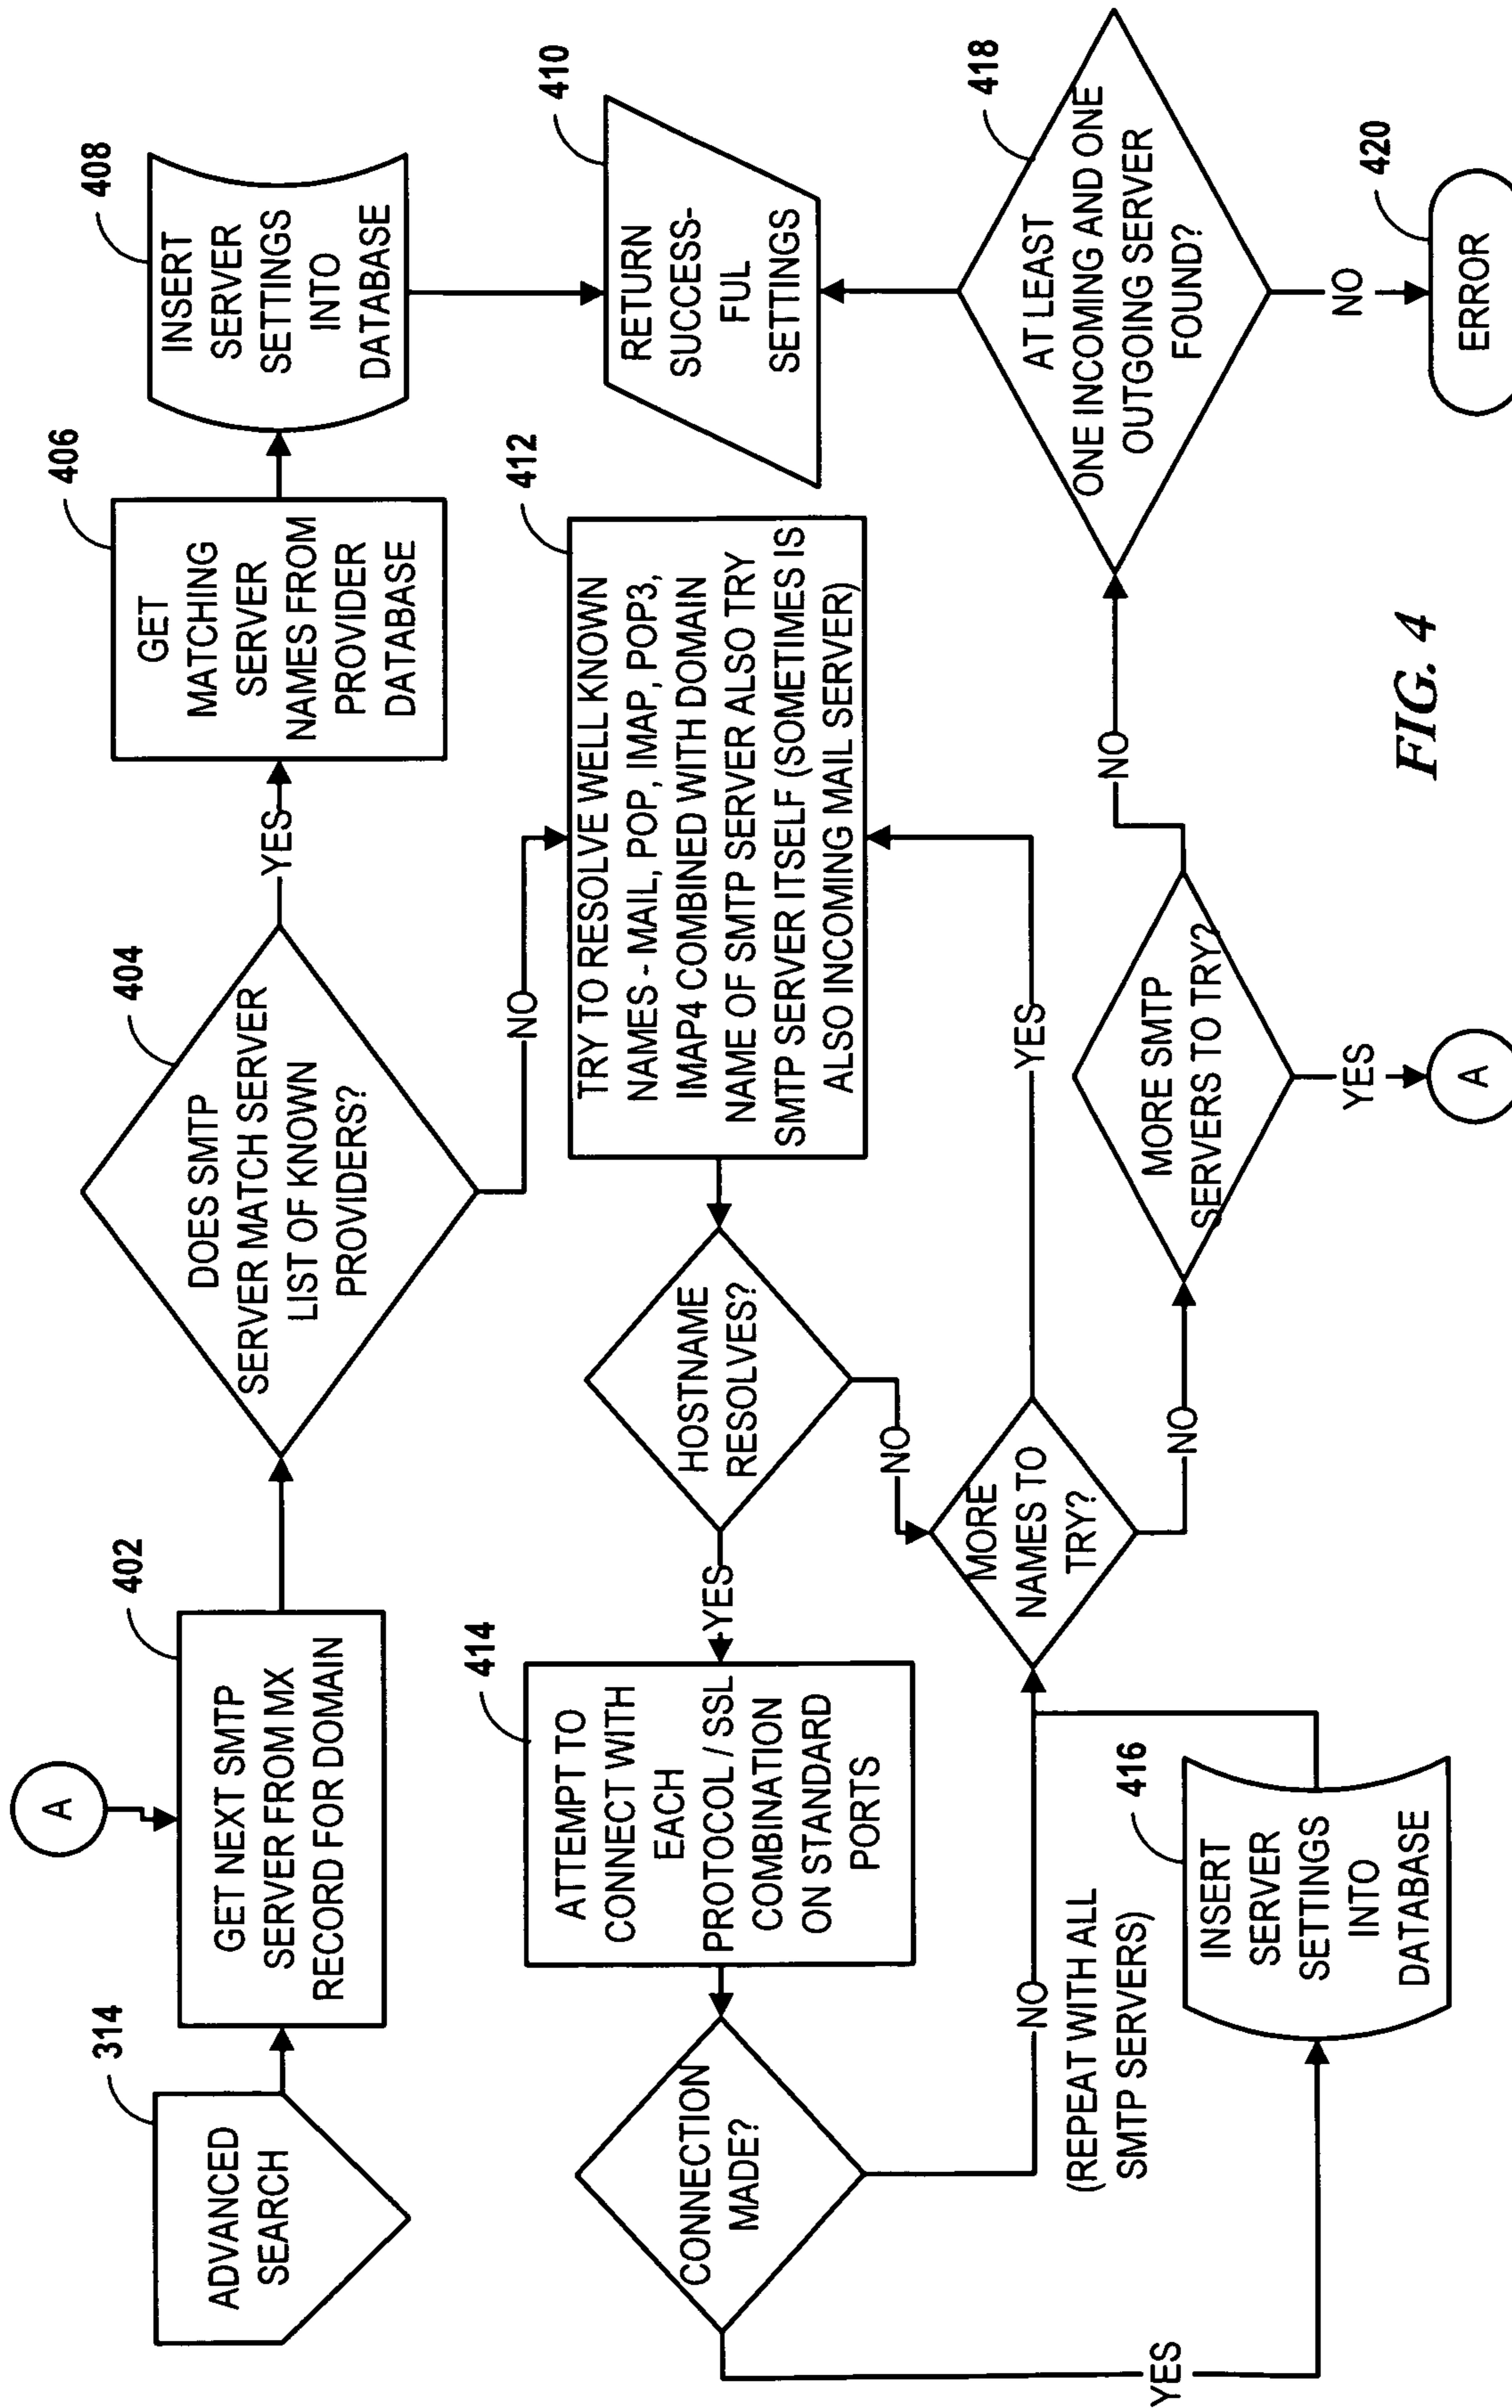 314
ADVANCED
SEARCH
A
402
GET NEXT SMTP
SERVER FROM MX
RECORD FOR DOMAIN
404
DOES SMTP
SERVER MATCH SERVER
LIST OF KNOWN
PROVIDERS?
YES
NO
406
GET
MATCHING
SERVER
NAMES FROM
PROVIDER
DATABASE
408
INSERT
SERVER
SETTINGS
INTO
DATABASE
410
RETURN
SUCCESS-
FUL
SETTINGS
412
TRY TO RESOLVE WELL KNOWN
NAMES - MAIL, POP, IMAP, POP3,
IMAP4 COMBINED WITH DOMAIN
NAME OF SMTP SERVER ALSO TRY
SMTP SERVER ITSELF (SOMETIMES IS
ALSO INCOMING MAIL SERVER)
HOSTNAME
RESOLVES?
YES
NO
414
ATTEMPT TO
CONNECT WITH
EACH
PROTOCOL / SSL
COMBINATION
ON STANDARD
PORTS
CONNECTION
MADE?
NO
(REPEAT WITH ALL
SMTP SERVERS)
YES
416
INSERT
SERVER
SETTINGS
INTO
DATABASE
MORE
NAMES TO
TRY?
YES
NO
MORE SMTP
SERVERS TO TRY?
YES
A
NO
418
AT LEAST
ONE INCOMING AND ONE
OUTGOING SERVER
FOUND?
NO
420
ERROR
FIG. 4